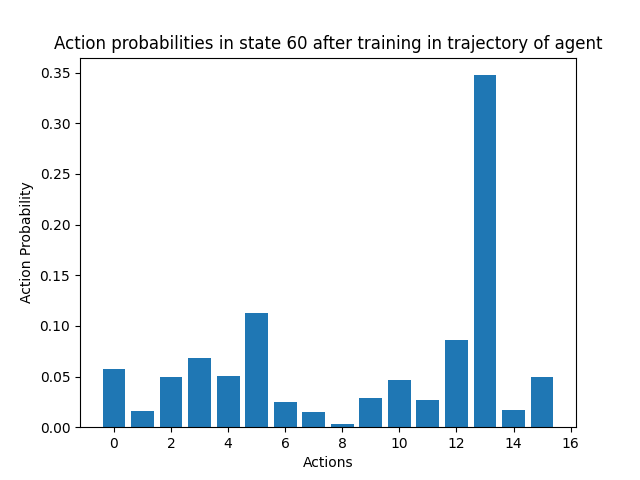 Action probabilities in state 60 after training in trajectory of agent
0.35
0.30
0.25
0.20
0.15
0.10
0.05
0.00
Action Probability
0 2 4 6 8 10 12 14 16
Actions